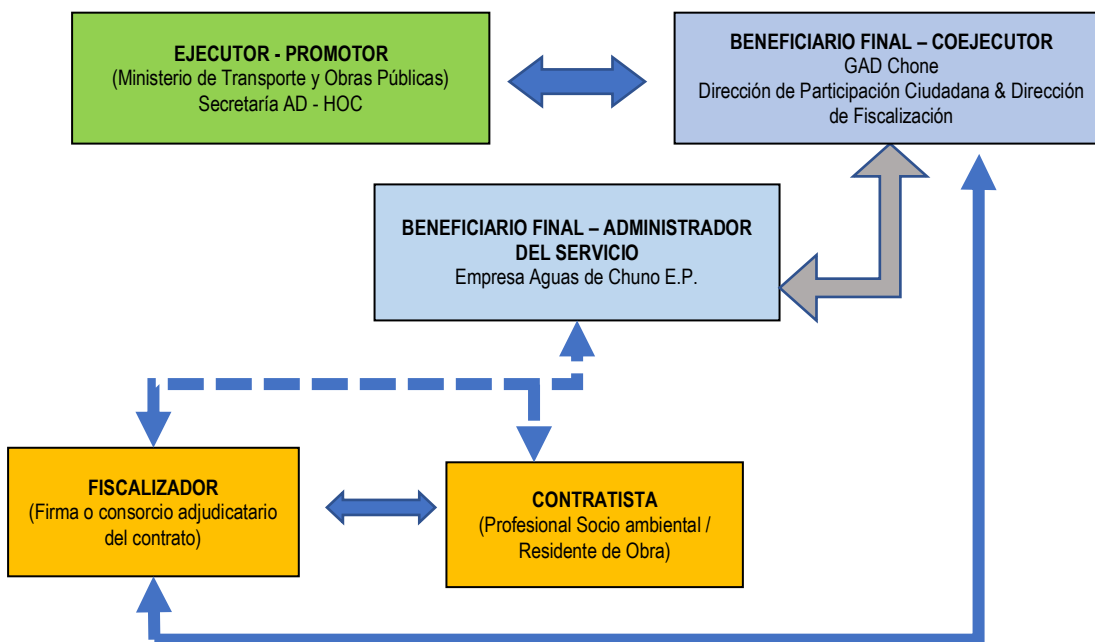 EJECUTOR - PROMOTOR
(Ministerio de Transporte y Obras Públicas)
Secretaría AD - HOC
BENEFICIARIO FINAL – COEJECUTOR
GAD Chone
Dirección de Participación Ciudadana & Dirección
de Fiscalización
BENEFICIARIO FINAL – ADMINISTRADOR
DEL SERVICIO
Empresa Aguas de Chuno E.P.
FISCALIZADOR
(Firma o consorcio adjudicatario
del contrato)
CONTRATISTA
(Profesional Socio ambiental /
Residente de Obra)